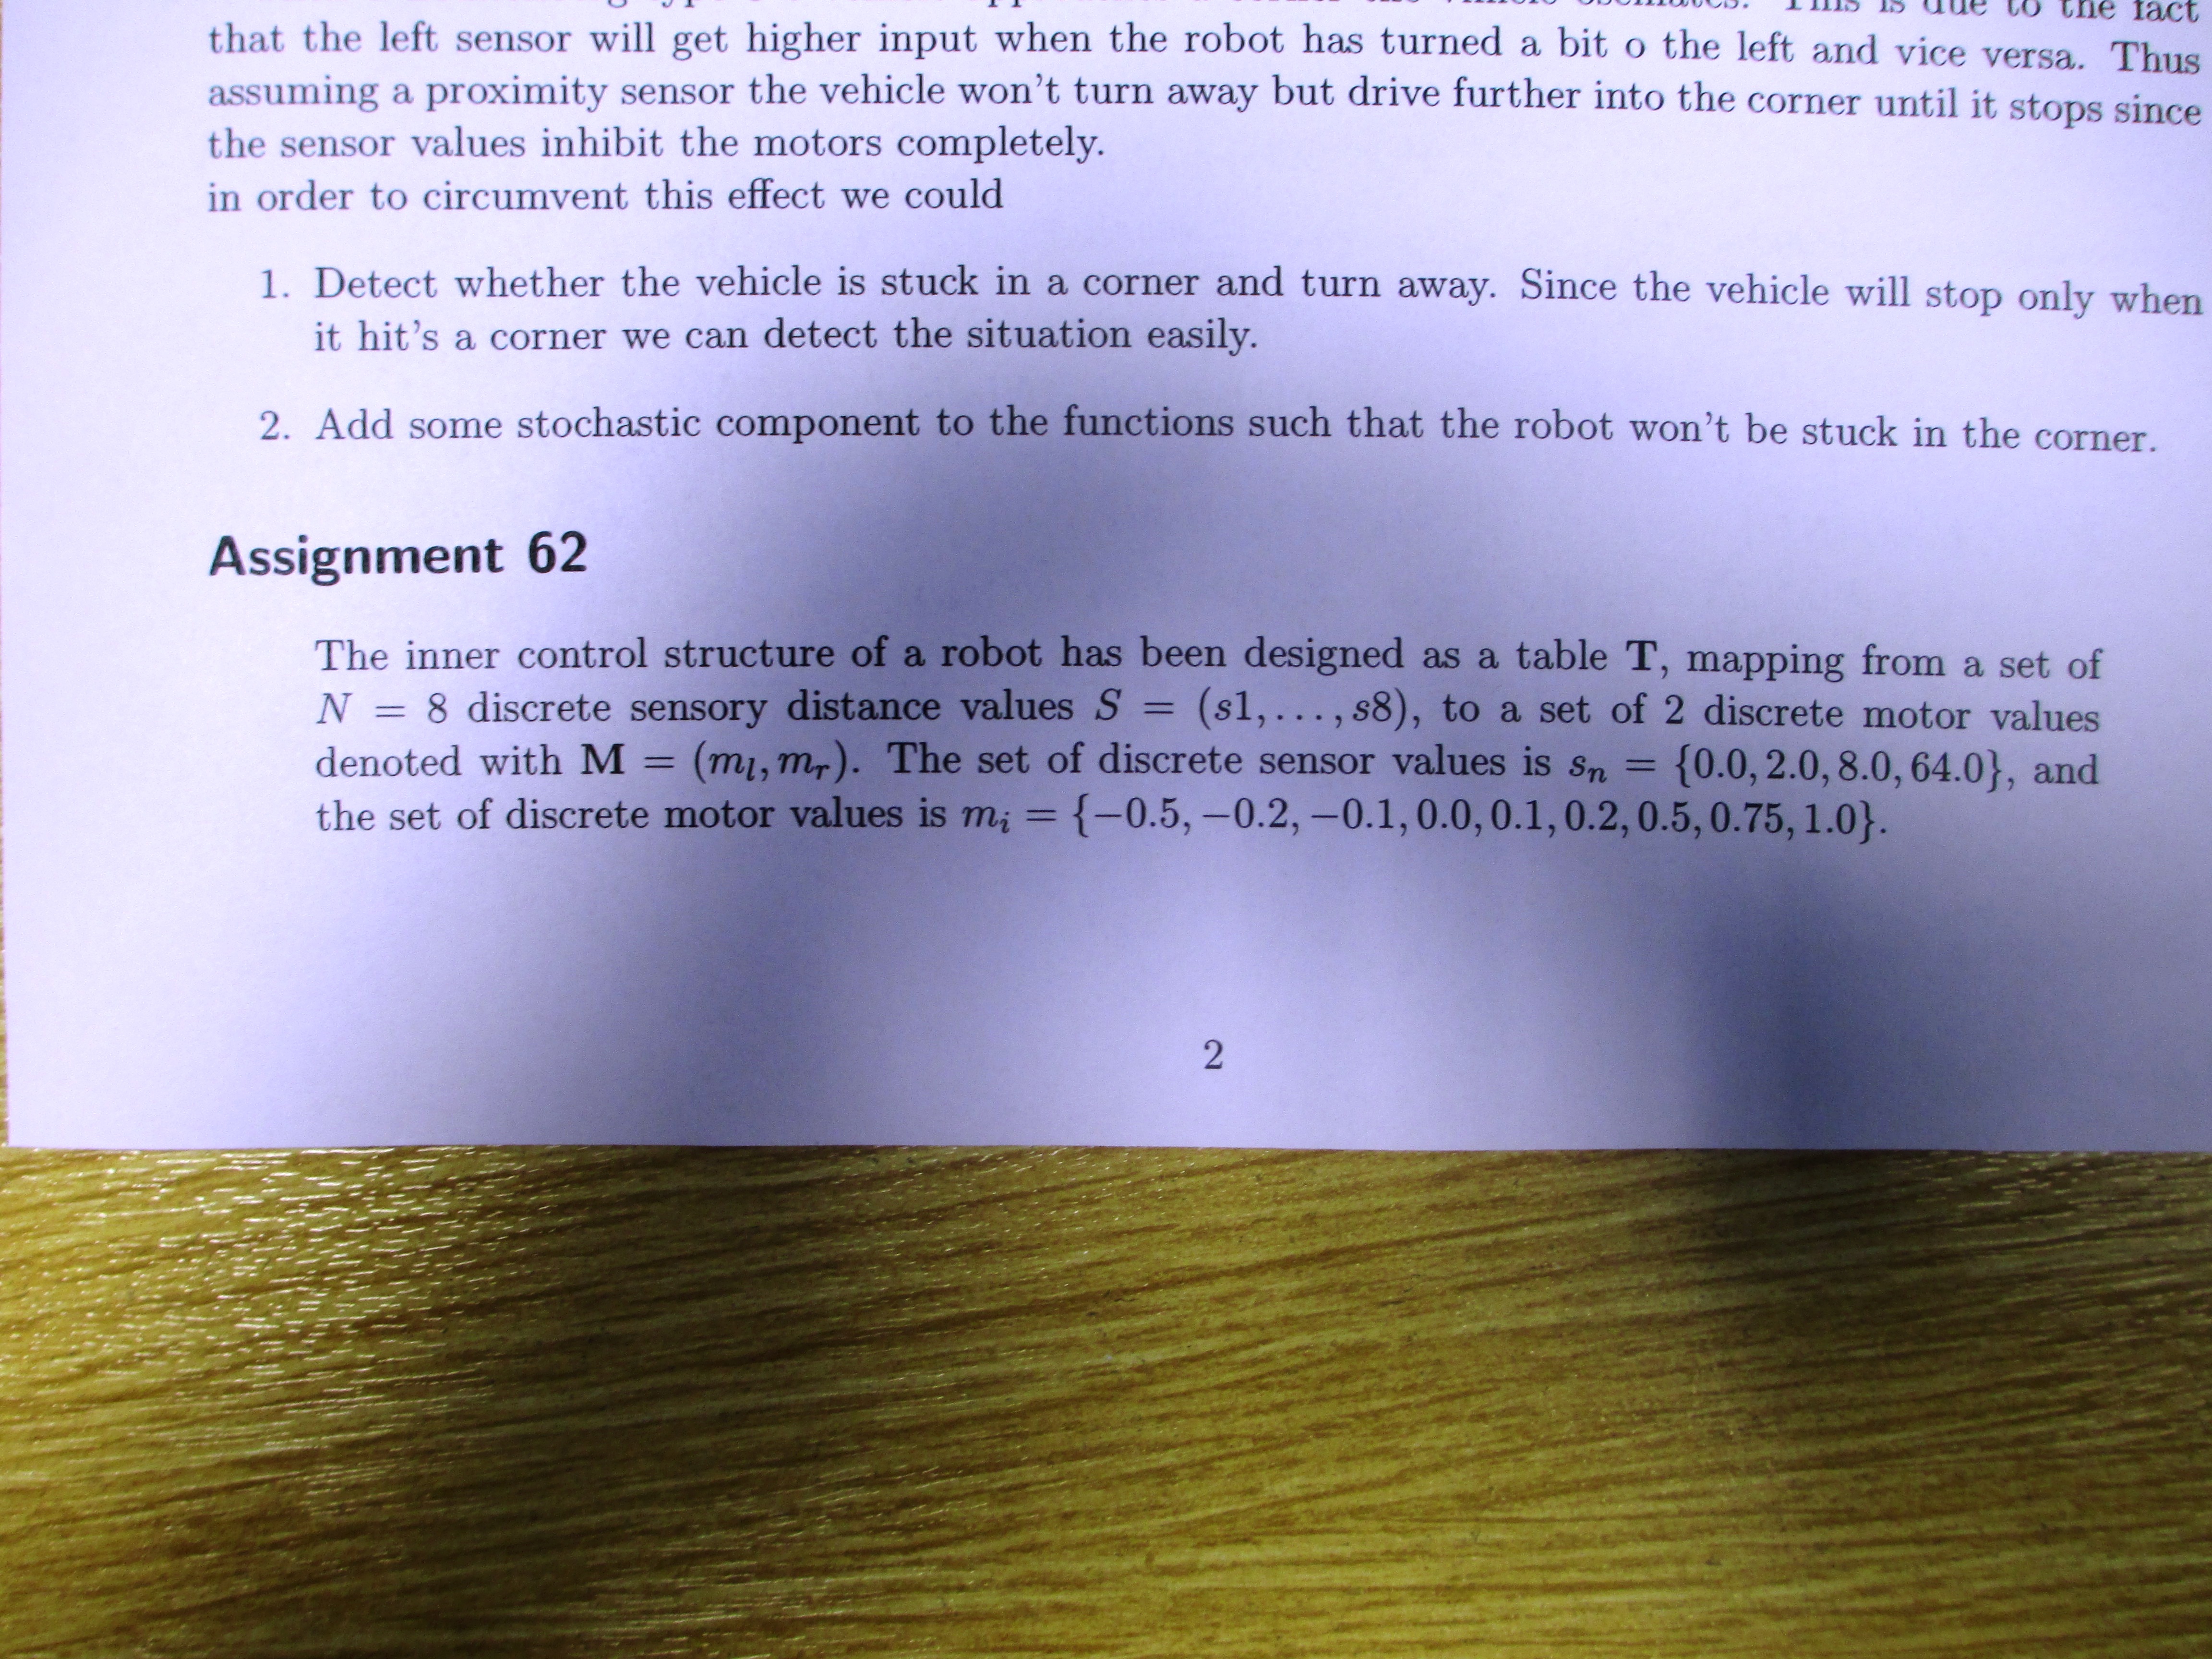 This is due to the fact
that the left sensor will get higher input when the robot has turned a bit o the left and vice versa. Thus
assuming a proximity sensor the vehicle won't turn away but drive further into the corner until it stops since
the sensor values inhibit the motors completely.
in order to circumvent this effect we could
1. Detect whether the vehicle is stuck in a corner and turn away. Since the vehicle will stop only when
it hit's a corner we can detect the situation easily.
2. Add some stochastic component to the functions such that the robot won't be stuck in the corner.
Assignment 62
The inner control structure of a robot has been designed as a table T, mapping from a set of
N = 8 discrete sensory distance values S = (s1, . . . , s8), to a set of 2 discrete motor values
denoted with M = (m_l, m_r). The set of discrete sensor values is s_n = {0.0, 2.0, 8.0, 64.0}, and
the set of discrete motor values is m_i = {−0.5, −0.2, −0.1, 0.0, 0.1, 0.2, 0.5, 0.75, 1.0}.
2